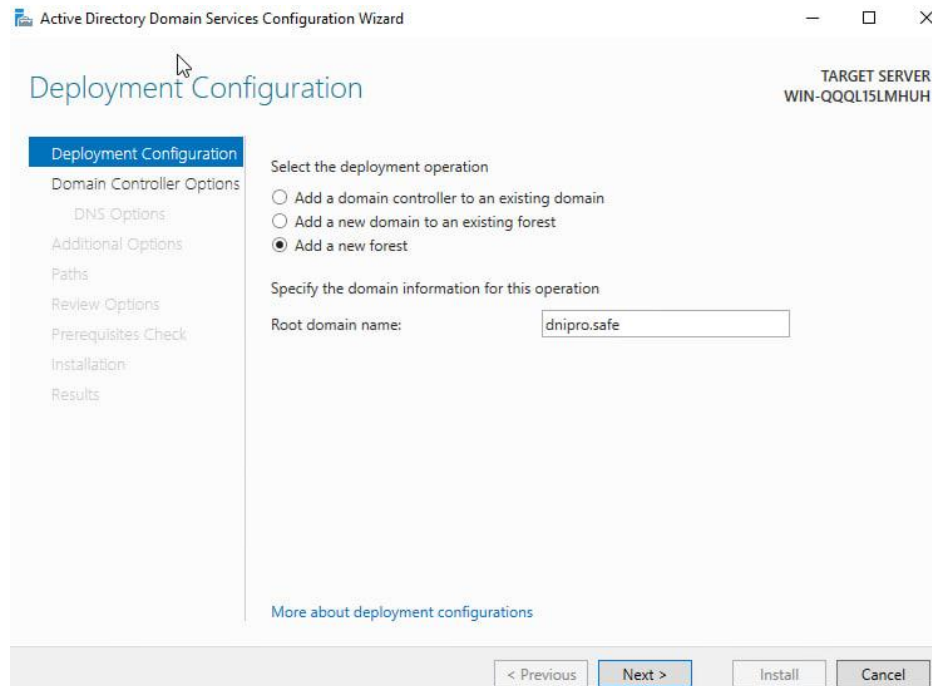 Active Directory Domain Services Configuration Wizard
Deployment Configuration
TARGET SERVER
WIN-QQQL15LMHUH
Deployment Configuration
Domain Controller Options
DNS Options
Additional Options
Paths
Review Options
Prerequisites Check
Installation
Results
Select the deployment operation
Add a domain controller to an existing domain
Add a new domain to an existing forest
Add a new forest
Specify the domain information for this operation
Root domain name:
dnipro.safe
More about deployment configurations
< Previous
Next >
Install
Cancel